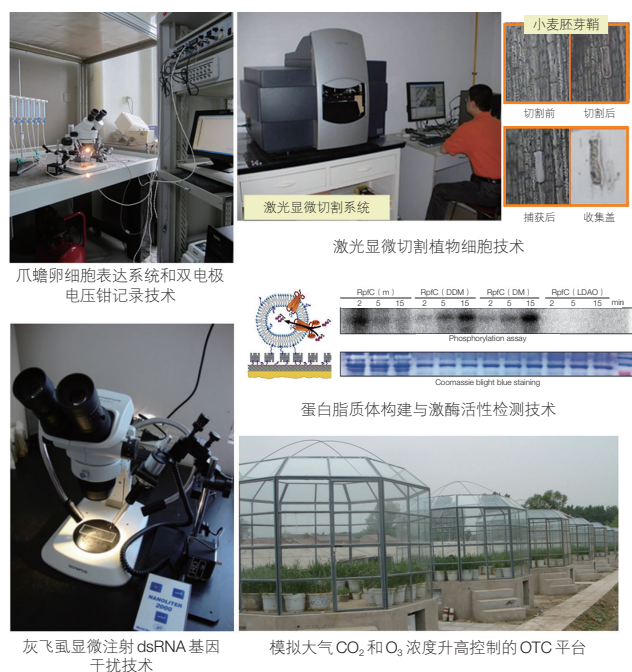 小麦胚芽鞘
切割前
切割后
激光显微切割系统
捕获后
收集盖
激光显微切割植物细胞技术
爪蟾卵细胞表达系统和双电极
电压钳记录技术
RpfC（m） RpfC（DDM） RpfC（DM） RpfC（LDAO）
2 5 15 2 5 15 2 5 15 2 5 15 min
Phosphorylation assay
Coomassie blight blue staining
蛋白脂质体构建与激酶活性检测技术
OLYMPUS
NANOLITER
2000
灰飞虱显微注射 dsRNA 基因
干扰技术
模拟大气 CO₂ 和 O₃ 浓度升高控制的 OTC 平台